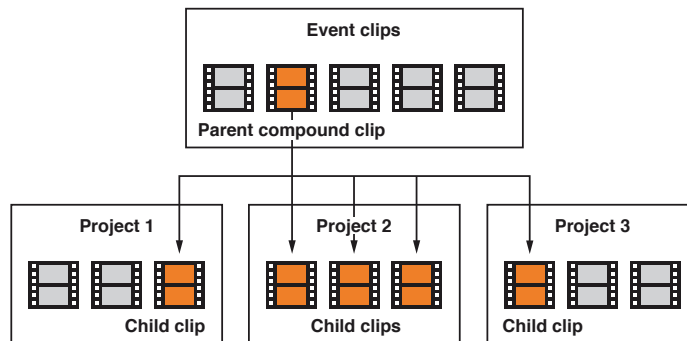 Event clips
Parent compound clip
Project 1
Project 2
Project 3
Child clip
Child clips
Child clip